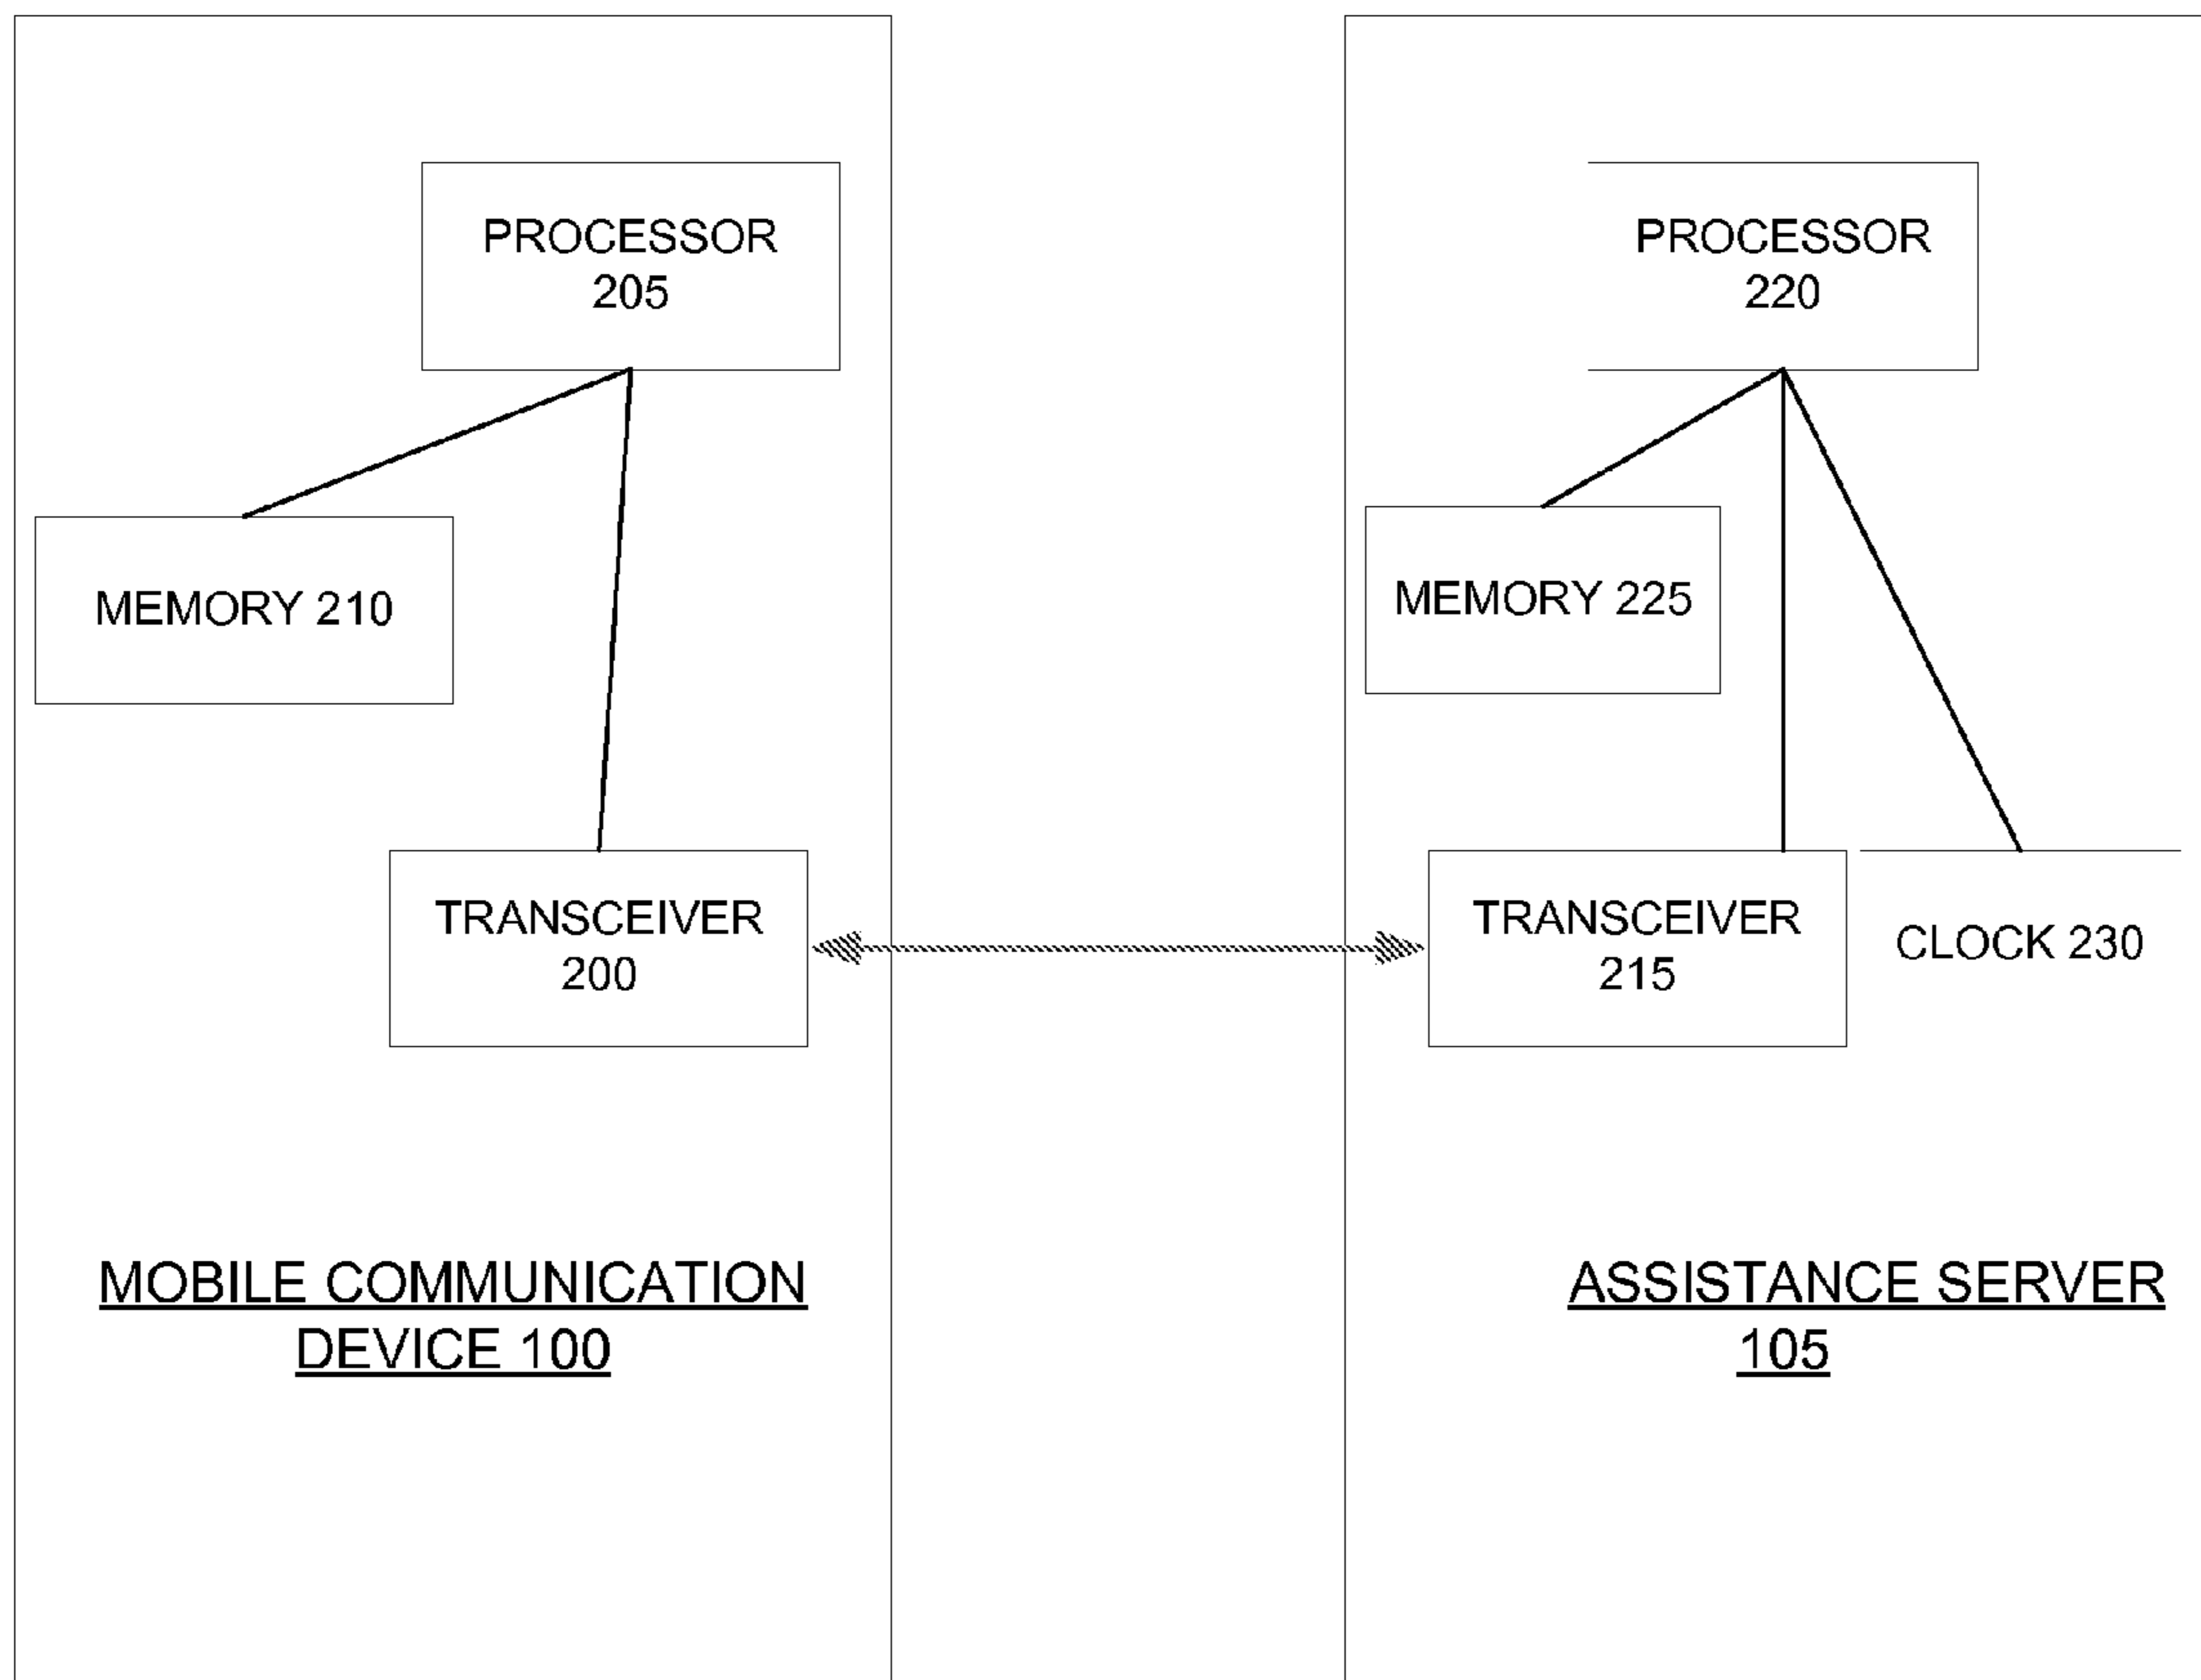 PROCESSOR
205
MEMORY 210
TRANSCEIVER
200
MOBILE COMMUNICATION
DEVICE 100
PROCESSOR
220
MEMORY 225
TRANSCEIVER
215
CLOCK 230
ASSISTANCE SERVER
105